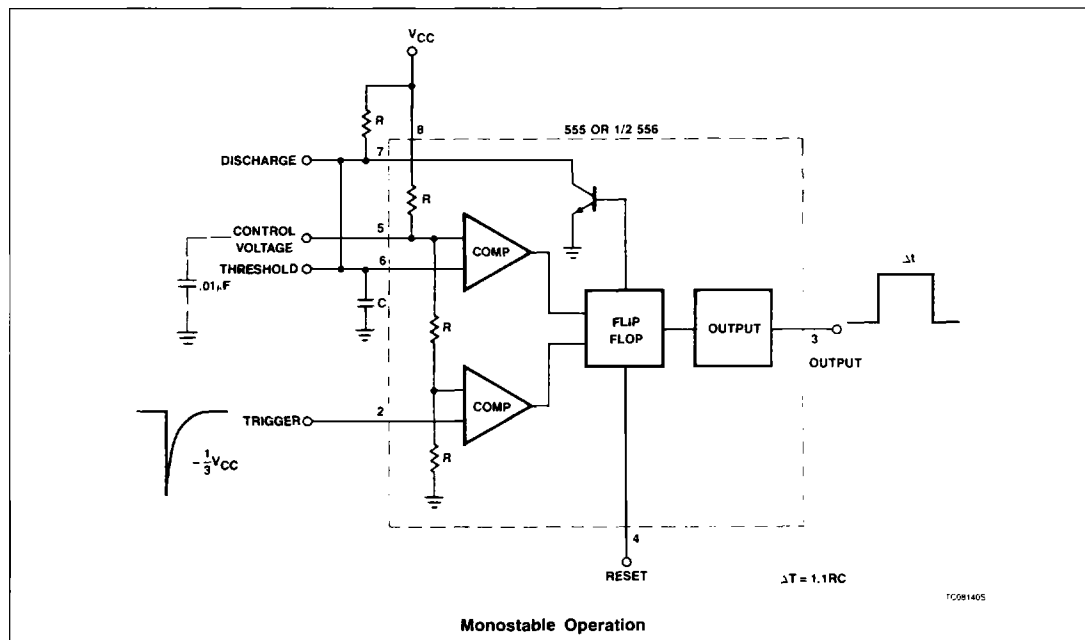 VCC
R
8
555 OR 1/2 556
7
DISCHARGE
R
CONTROL
VOLTAGE
5
COMP
Δt
THRESHOLD
6
.01μF
C
R
FLIP
FLOP
OUTPUT
3
OUTPUT
COMP
TRIGGER
2
-1/3VCC
R
4
RESET
ΔT = 1.1RC
TC08140S
Monostable Operation